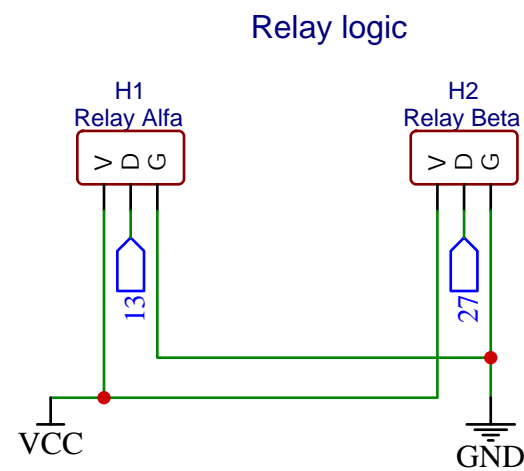 Relay logic
H1
Relay Alfa
V D G
13
H2
Relay Beta
V D G
27
VCC
GND